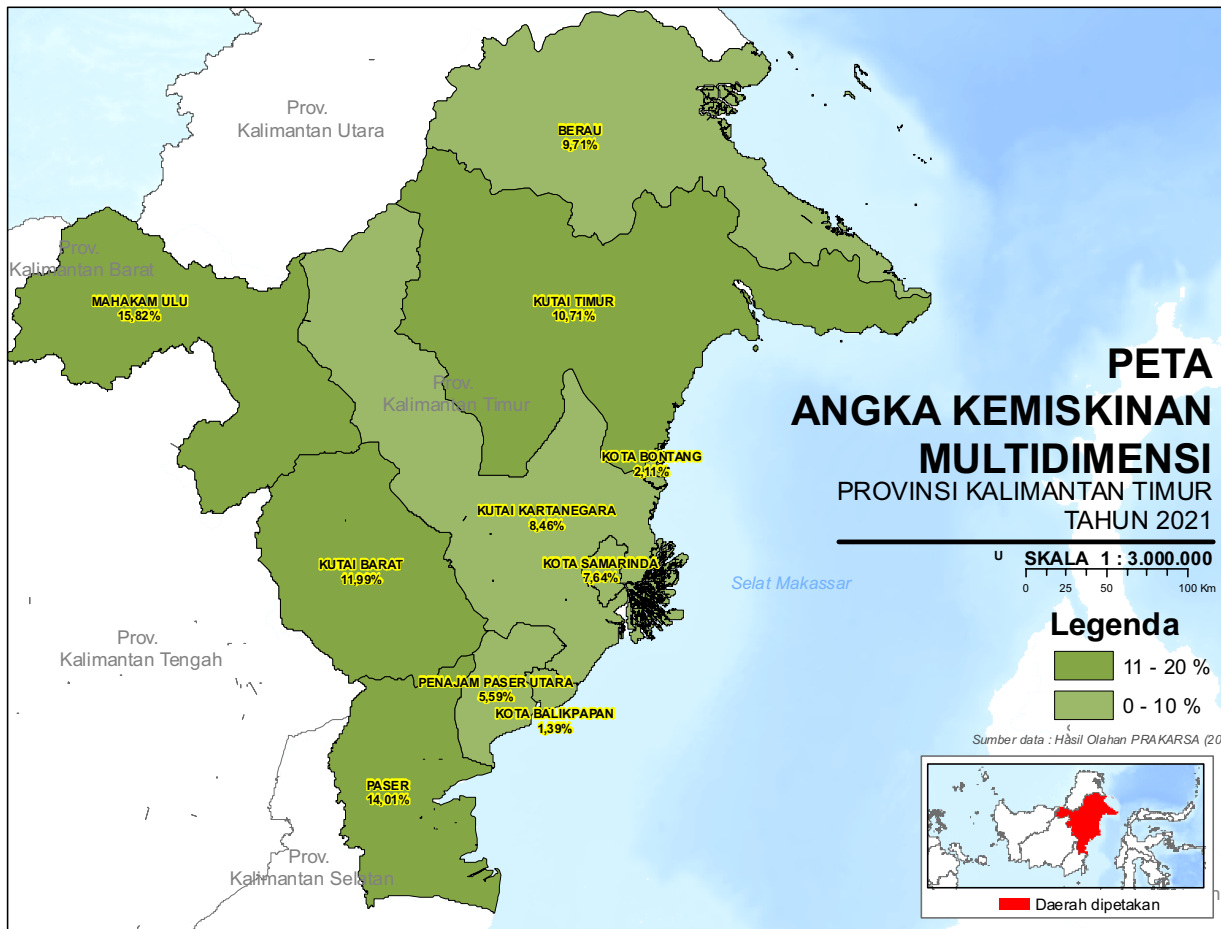 Prov.
Kalimantan Utara
BERAU
9,71%
Prov.
Kalimantan Barat
MAHAKAM ULU
15,82%
KUTAI TIMUR
10,71%
Prov.
Kalimantan Timur
KOTA BONTANG
2,11%
KUTAI KARTANEGARA
8,46%
KUTAI BARAT
11,99%
KOTA SAMARINDA
7,64%
Selat Makassar
Prov.
Kalimantan Tengah
PENAJAM PASER UTARA
5,59%
KOTA BALIKPAPAN
1,39%
PASER
14,01%
Prov.
Kalimantan Selatan
PETA
ANGKA KEMISKINAN
MULTIDIMENSI
PROVINSI KALIMANTAN TIMUR
TAHUN 2021
U SKALA 1 : 3.000.000
0 25 50 100 Km
Legenda
11 - 20 %
0 - 10 %
Sumber data : Hasil Olahan PRAKARSA (20
Daerah dipetakan